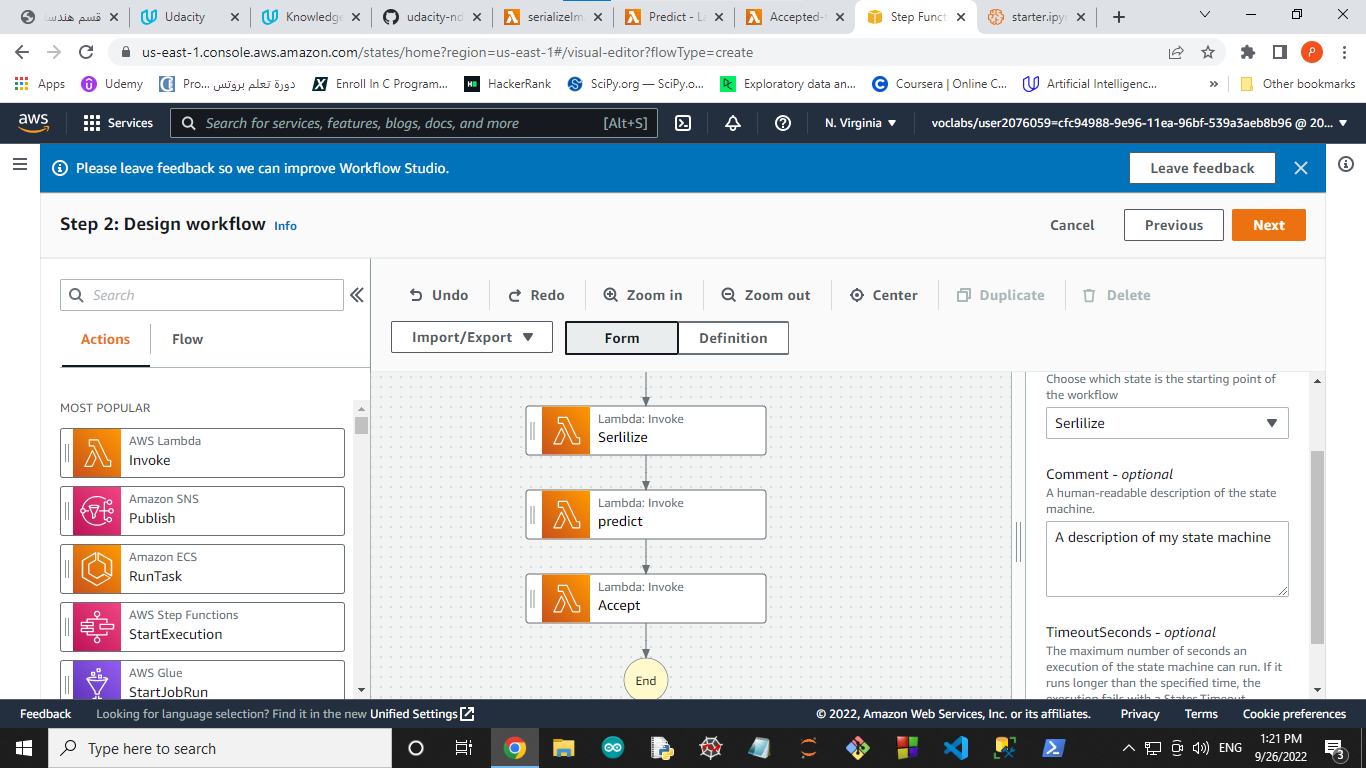 قسم هندسا
Udacity
Knowledge
udacity-nd
serializeIm
Predict - La
Accepted-f
Step Funct
starter.ipyn
us-east-1.console.aws.amazon.com/states/home?region=us-east-1#/visual-editor?flowType=create
P
Apps
Udemy
Pro... دورة تعلم بروتس
Enroll In C Program...
HackerRank
SciPy.org — SciPy.o...
Exploratory data an...
Coursera | Online C...
Artificial Intelligenc...
»
Other bookmarks
aws
Services
Search for services, features, blogs, docs, and more
[Alt+S]
N. Virginia
voclabs/user2076059=cfc94988-9e96-11ea-96bf-539a3aeb8b96 @ 20...
Please leave feedback so we can improve Workflow Studio.
Leave feedback
Step 2: Design workflow Info
Cancel
Previous
Next
Search
Undo
Redo
Zoom in
Zoom out
Center
Duplicate
Delete
Actions
Flow
Import/Export
Form
Definition
MOST POPULAR
AWS Lambda
Invoke
Amazon SNS
Publish
Amazon ECS
RunTask
AWS Step Functions
StartExecution
AWS Glue
StartJobRun
Lambda: Invoke
Serlilize
Lambda: Invoke
predict
Lambda: Invoke
Accept
End
Choose which state is the starting point of
the workflow
Serlilize
Comment - optional
A human-readable description of the state
machine.
A description of my state machine
TimeoutSeconds - optional
The maximum number of seconds an
execution of the state machine can run. If it
runs longer than the specified time, the
execution fails with a States.Timeout
Feedback
Looking for language selection? Find it in the new Unified Settings
© 2022, Amazon Web Services, Inc. or its affiliates.
Privacy
Terms
Cookie preferences
Type here to search
ENG
1:21 PM
9/26/2022
3